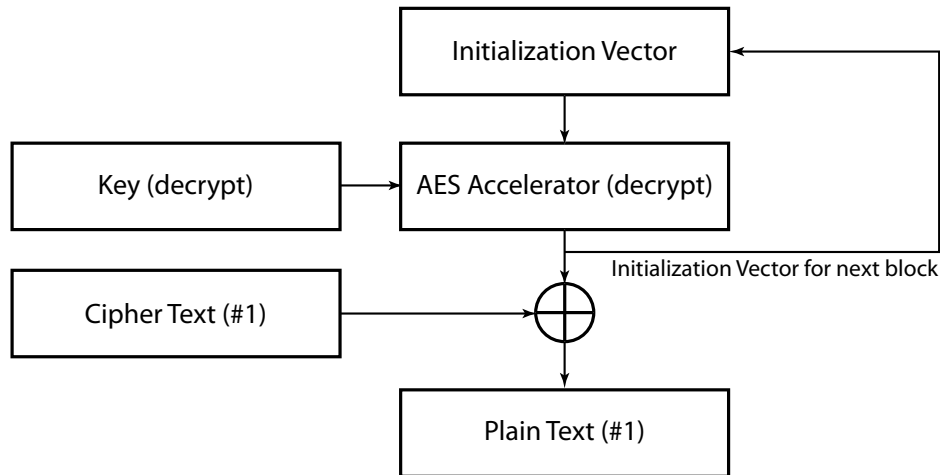 Initialization Vector
Key (decrypt)
AES Accelerator (decrypt)
Initialization Vector for next block
Cipher Text (#1)
Plain Text (#1)